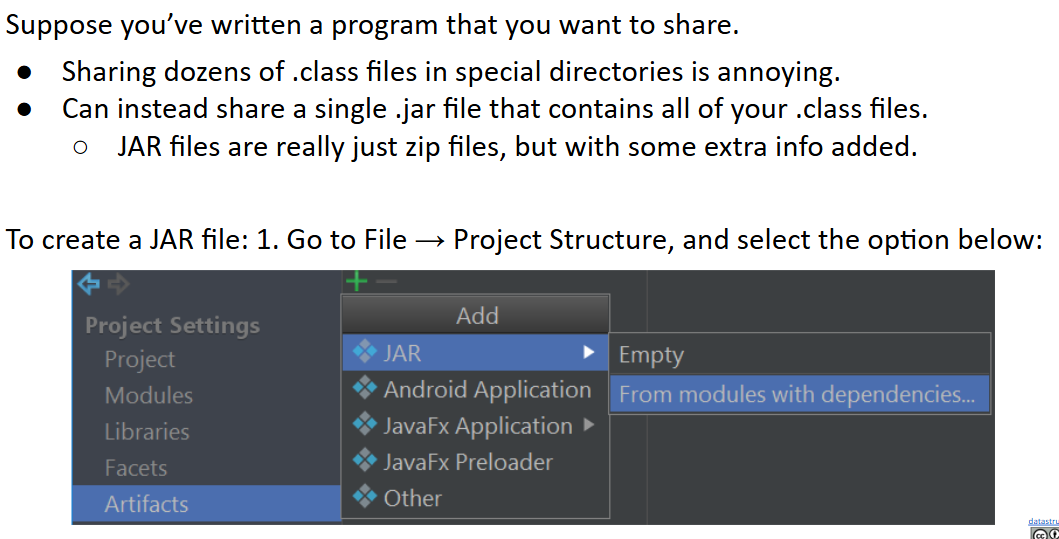 Suppose you've written a program that you want to share.
● Sharing dozens of .class files in special directories is annoying.
● Can instead share a single .jar file that contains all of your .class files.
○ JAR files are really just zip files, but with some extra info added.
To create a JAR file: 1. Go to File → Project Structure, and select the option below:
Project Settings
Project
Modules
Libraries
Facets
Artifacts
Add
JAR
Android Application
JavaFx Application
JavaFx Preloader
Other
Empty
From modules with dependencies...
datastru
cc